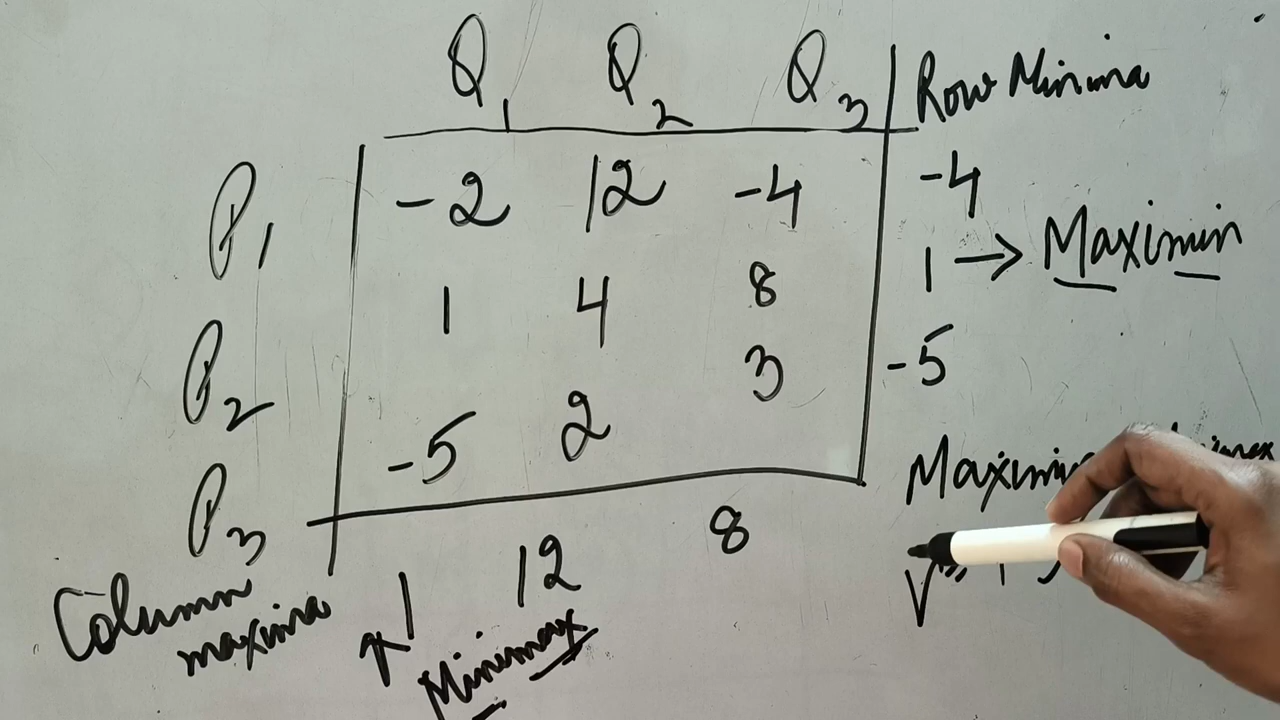 Q1 Q2 Q3 Row Minima
P1 -2 12 -4 -4
P2 1 4 8 1 → Maximin
P3 -5 2 3 -5
Column maxima 1 12 8
↑
Minimax